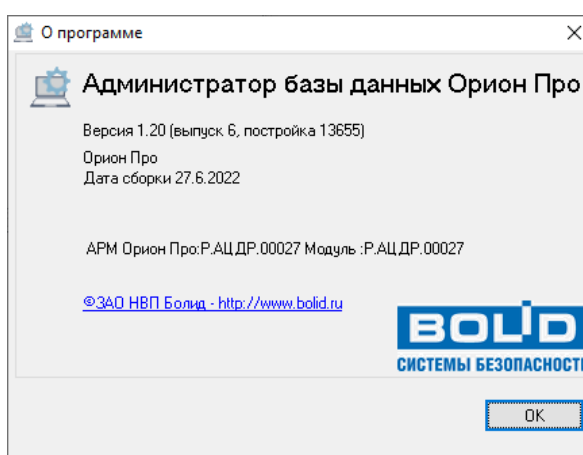 О программе
Администратор базы данных Орион Про
Версия 1.20 (выпуск 6, постройка 13655)
Орион Про
Дата сборки 27.6.2022
АРМ Орион Про:Р.АЦДР.00027 Модуль :Р.АЦДР.00027
©ЗАО НВП Болид - http://www.bolid.ru
BOLID
СИСТЕМЫ БЕЗОПАСНОСТИ
OK